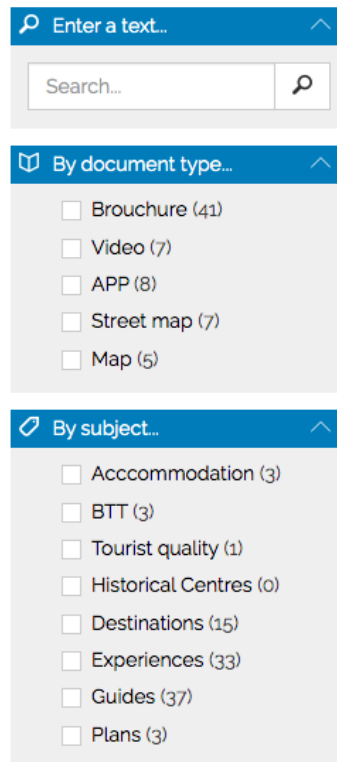 Enter a text...
Search...
By document type...
Brouchure (41)
Video (7)
APP (8)
Street map (7)
Map (5)
By subject...
Acccommodation (3)
BTT (3)
Tourist quality (1)
Historical Centres (0)
Destinations (15)
Experiences (33)
Guides (37)
Plans (3)